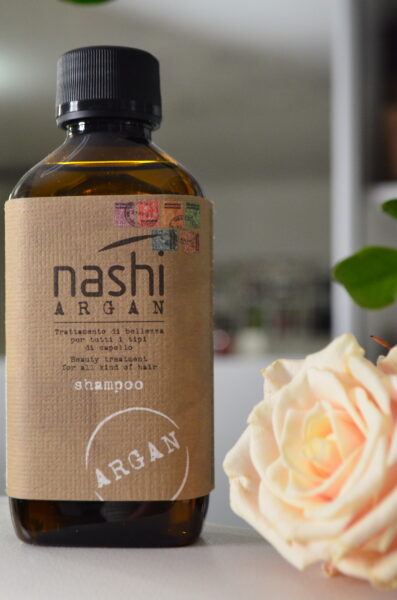 nashi
ARGAN
Trattamento di bellezza
per tutti i tipi
di capello
Beauty treatment
for all kind of hair
shampoo
ARGAN